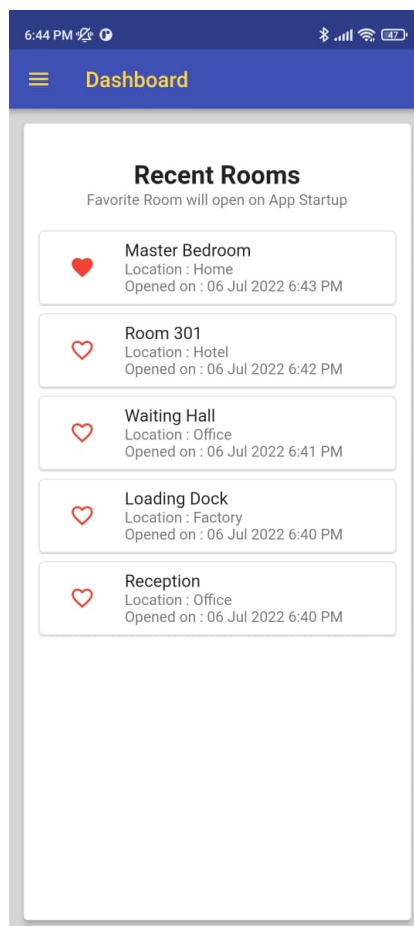 6:44 PM
47
Dashboard
Recent Rooms
Favorite Room will open on App Startup
Master Bedroom
Location : Home
Opened on : 06 Jul 2022 6:43 PM
Room 301
Location : Hotel
Opened on : 06 Jul 2022 6:42 PM
Waiting Hall
Location : Office
Opened on : 06 Jul 2022 6:41 PM
Loading Dock
Location : Factory
Opened on : 06 Jul 2022 6:40 PM
Reception
Location : Office
Opened on : 06 Jul 2022 6:40 PM